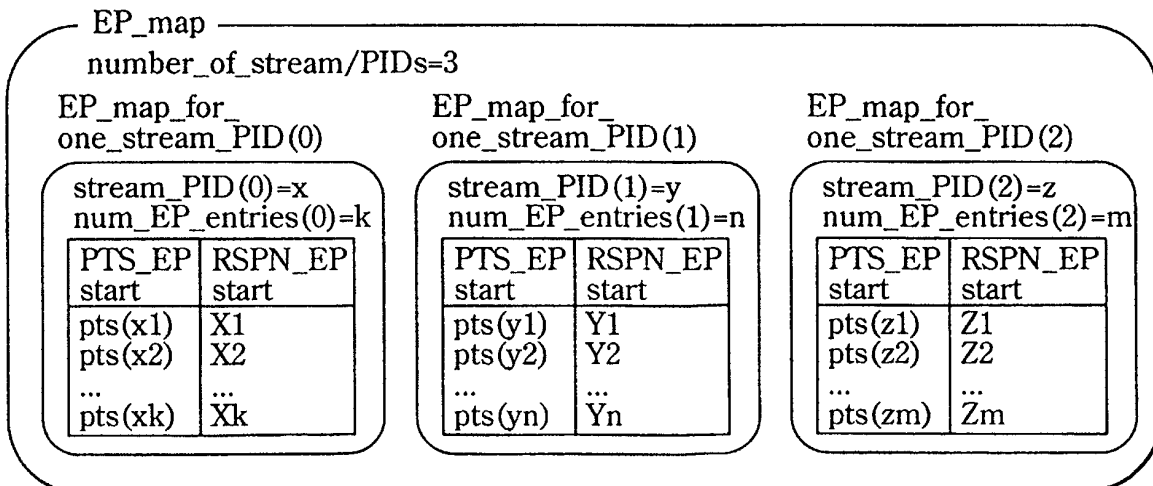 EP_map
number_of_stream/PIDs=3
EP_map_for_
one_stream_PID(0)
stream_PID(0)=x
num_EP_entries(0)=k
PTS_EP RSPN_EP
start start
pts(x1) X1
pts(x2) X2
... ...
pts(xk) Xk
EP_map_for_
one_stream_PID(1)
stream_PID(1)=y
num_EP_entries(1)=n
PTS_EP RSPN_EP
start start
pts(y1) Y1
pts(y2) Y2
... ...
pts(yn) Yn
EP_map_for_
one_stream_PID(2)
stream_PID(2)=z
num_EP_entries(2)=m
PTS_EP RSPN_EP
start start
pts(z1) Z1
pts(z2) Z2
... ...
pts(zm) Zm